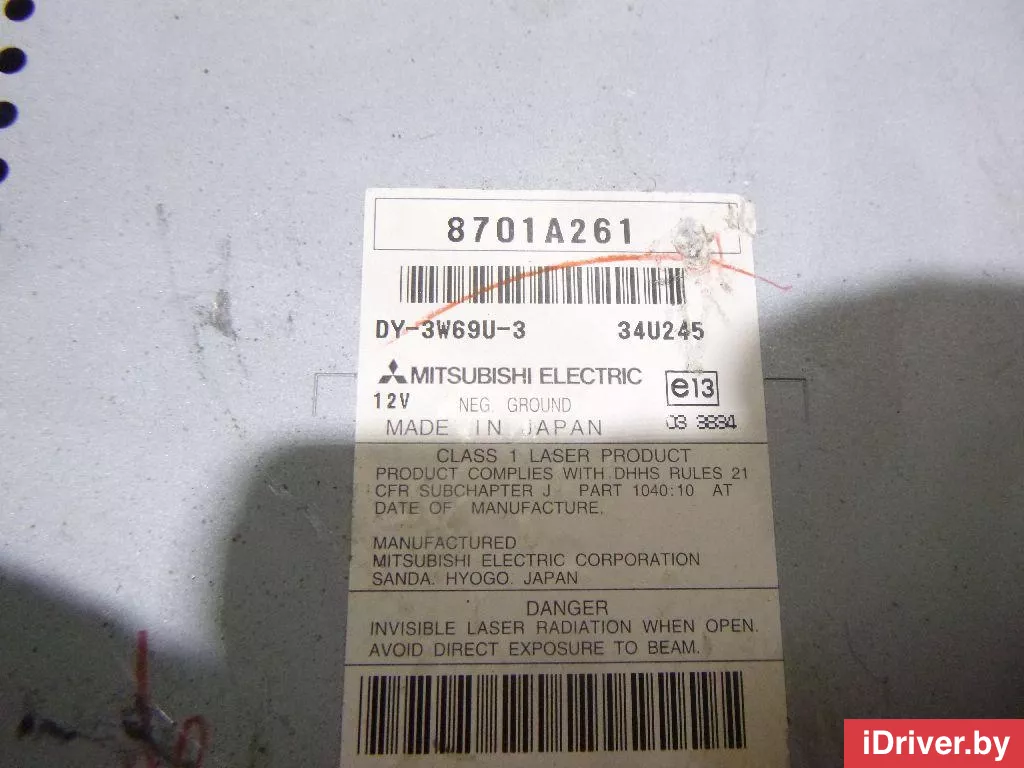 8701A261
DY-3W69U-3 34U245
MITSUBISHI ELECTRIC e13
12V NEG. GROUND
MADE IN JAPAN 03 3834
CLASS 1 LASER PRODUCT
PRODUCT COMPLIES WITH DHHS RULES 21
CFR SUBCHAPTER J PART 1040:10 AT
DATE OF MANUFACTURE.
MANUFACTURED
MITSUBISHI ELECTRIC CORPORATION
SANDA. HYOGO. JAPAN
DANGER
INVISIBLE LASER RADIATION WHEN OPEN.
AVOID DIRECT EXPOSURE TO BEAM.
iDriver.by